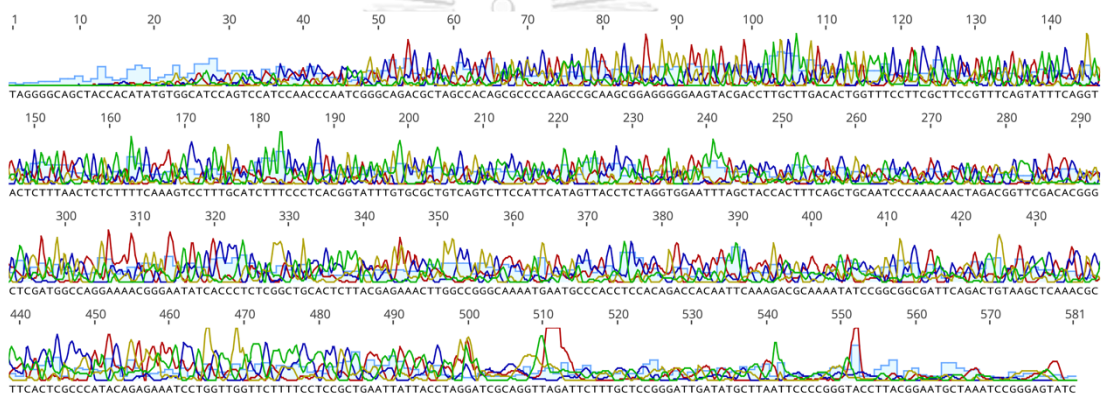 1 10 20 30 40 50 60 70 80 90 100 110 120 130 140
TAGGGGCAGCTACCACATATGTGGCATCCAGTCCATCCAACCCAATCGGGCAGACGCTAGCCACAGCGCCCCAAGCCGCAAGCGGAGGGGGGAAGTACGACCTTGCTTGACACTGGTTTCCTTCGCTTCCGTTTCAGTATTTCAGGT
150 160 170 180 190 200 210 220 230 240 250 260 270 280 290
ACTCTTTAACTCTCTTTTCAAAGTCCTTTGCATCTTTCCCTCACGGTATTTGTGCGCTGTCAGTCTTCCATTCATGCTTTACACTCTAGGTGGAATTTAGCTACCACTTTCAGCTGCAATCCCAAACAACTAGACGGTTCGACACGGG
300 310 320 330 340 350 360 370 380 390 400 410 420 430
CTCGATGGCCAGGAAAACGGGAATATCACCCTCTCGGCTGCACTCTTACGAGAAACTTGGCCGGGCAAAATGAATGCCCACCTCCACAGACCACAATTCAAAGACGCAAAATATCCGGCGGCGATTCAGACTGTAAGCTCAAACGC
440 450 460 470 480 490 500 510 520 530 540 550 560 570 581
TTCACTCGCCCATACAGAGAAATCCTGGTTGGTTCTTTTCCTCCGCTGAATTATTACCTAGGATCGCAGGTTAGATGCTTTGCTCCGGGATTGATATGCTTAATTCCCCGGGTACCTTACGGAATGCTAAATCCGGGAGTATC